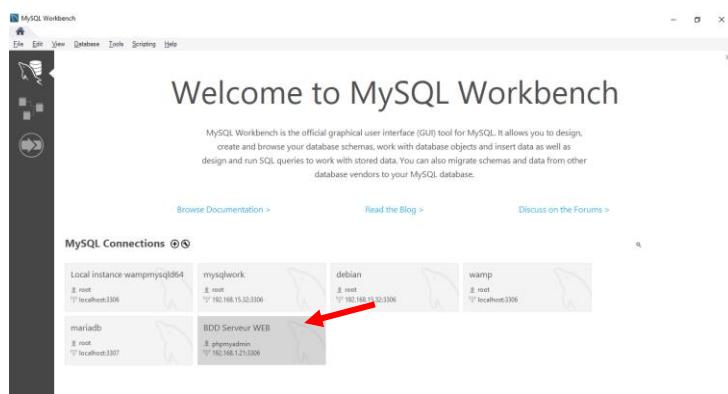 MySQL Workbench
File Edit View Database Tools Scripting Help
Welcome to MySQL Workbench
MySQL Workbench is the official graphical user interface (GUI) tool for MySQL. It allows you to design,
create and browse your database schemas, work with database objects and insert data as well as
design and run SQL queries to work with stored data. You can also migrate schemas and data from other
database vendors to your MySQL database.
Browse Documentation > Read the Blog > Discuss on the Forums >
MySQL Connections
Local instance wampmysqld64 mysqlwork debian wamp
root root root root
localhost:3306 192.168.15.32:3306 192.168.15.32:3306 localhost:3306
mariadb BDD Serveur WEB
root phpmyadmin
localhost:3307 192.168.1.21:3306